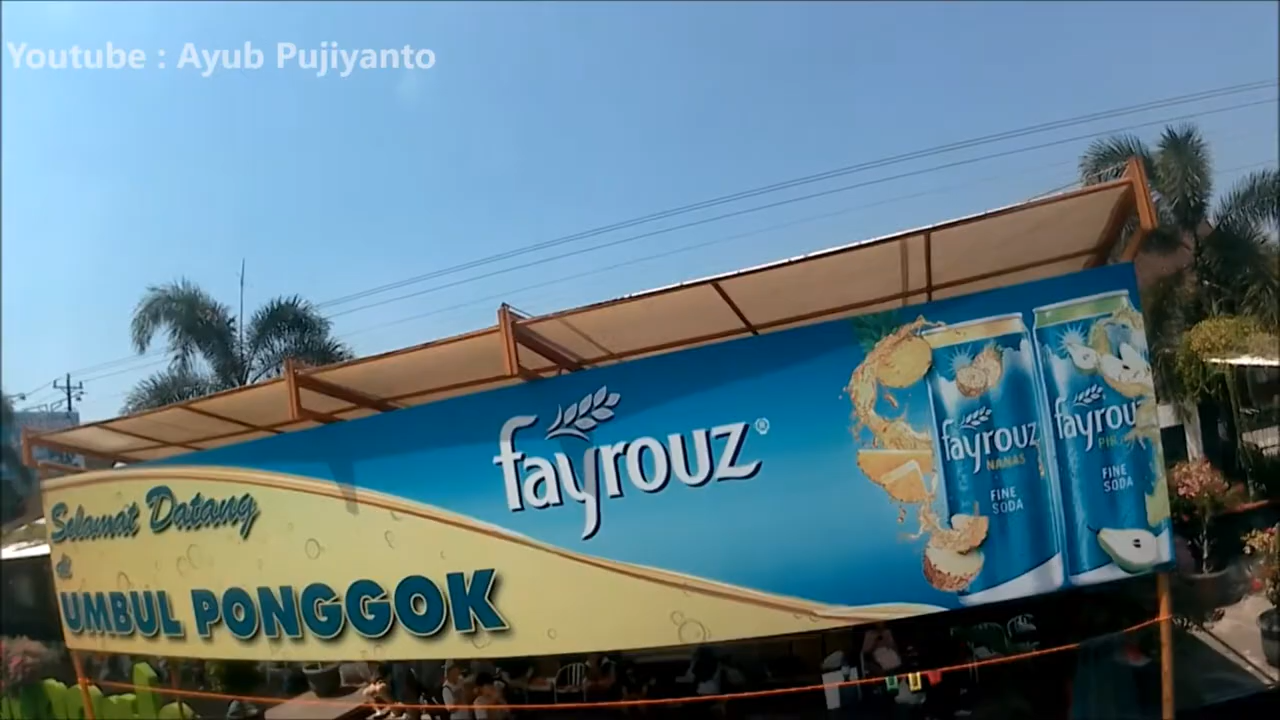 Youtube : Ayub Pujiyanto
Selamat Datang
di
UMBUL PONGGOK
fayrouz®
fayrouz
NANAS
FINE
SODA
fayrouz
FINE
SODA